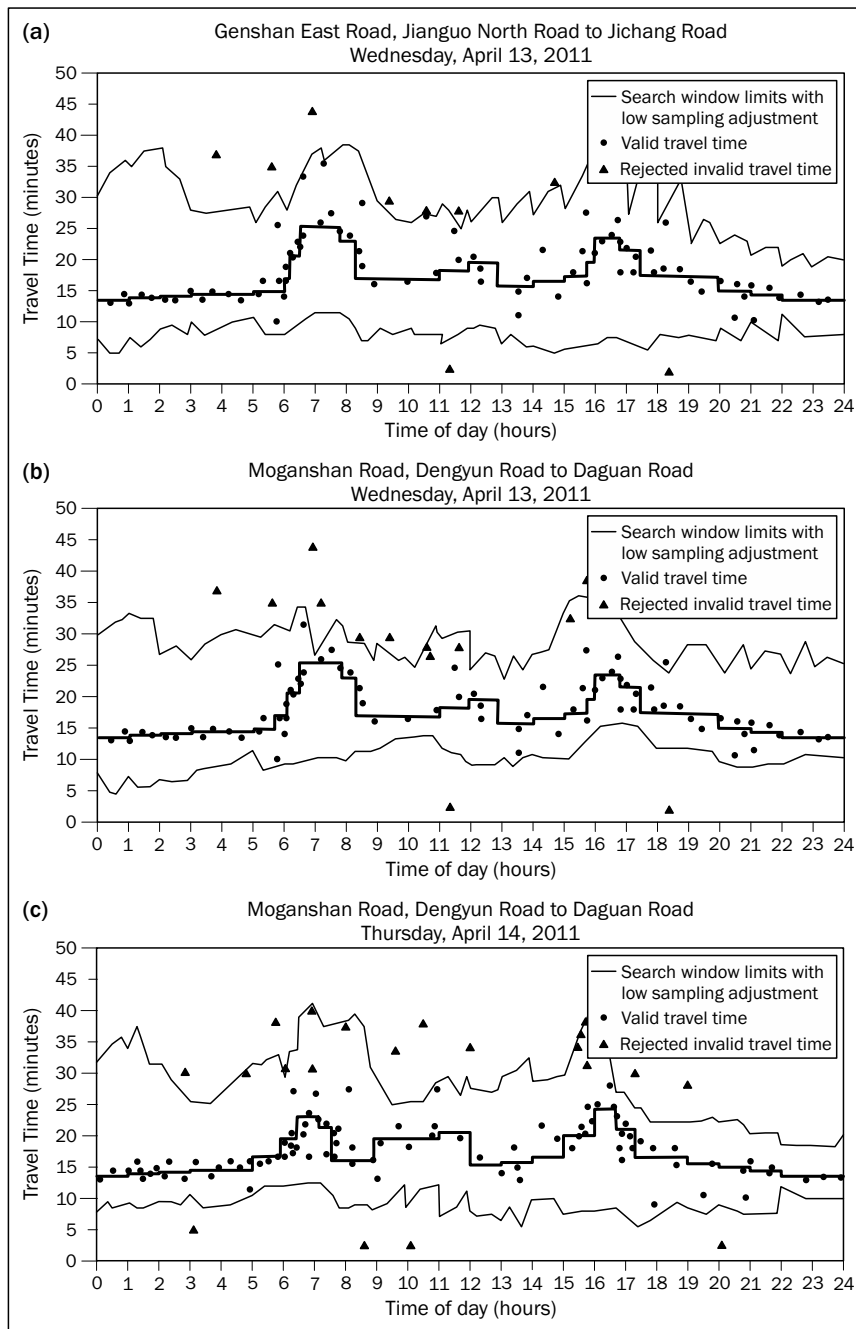 (a)
Genshan East Road, Jianguo North Road to Jichang Road
Wednesday, April 13, 2011
Search window limits with
low sampling adjustment
Valid travel time
Rejected invalid travel time
Travel Time (minutes)
50
45
40
35
30
25
20
15
10
5
0
0 1 2 3 4 5 6 7 8 9 10 11 12 13 14 15 16 17 18 19 20 21 22 23 24
Time of day (hours)
(b)
Moganshan Road, Dengyun Road to Daguan Road
Wednesday, April 13, 2011
Search window limits with
low sampling adjustment
Valid travel time
Rejected invalid travel time
Travel Time (minutes)
50
45
40
35
30
25
20
15
10
5
0
0 1 2 3 4 5 6 7 8 9 10 11 12 13 14 15 16 17 18 19 20 21 22 23 24
Time of day (hours)
(c)
Moganshan Road, Dengyun Road to Daguan Road
Thursday, April 14, 2011
Search window limits with
low sampling adjustment
Valid travel time
Rejected invalid travel time
Travel Time (minutes)
50
45
40
35
30
25
20
15
10
5
0
0 1 2 3 4 5 6 7 8 9 10 11 12 13 14 15 16 17 18 19 20 21 22 23 24
Time of day (hours)